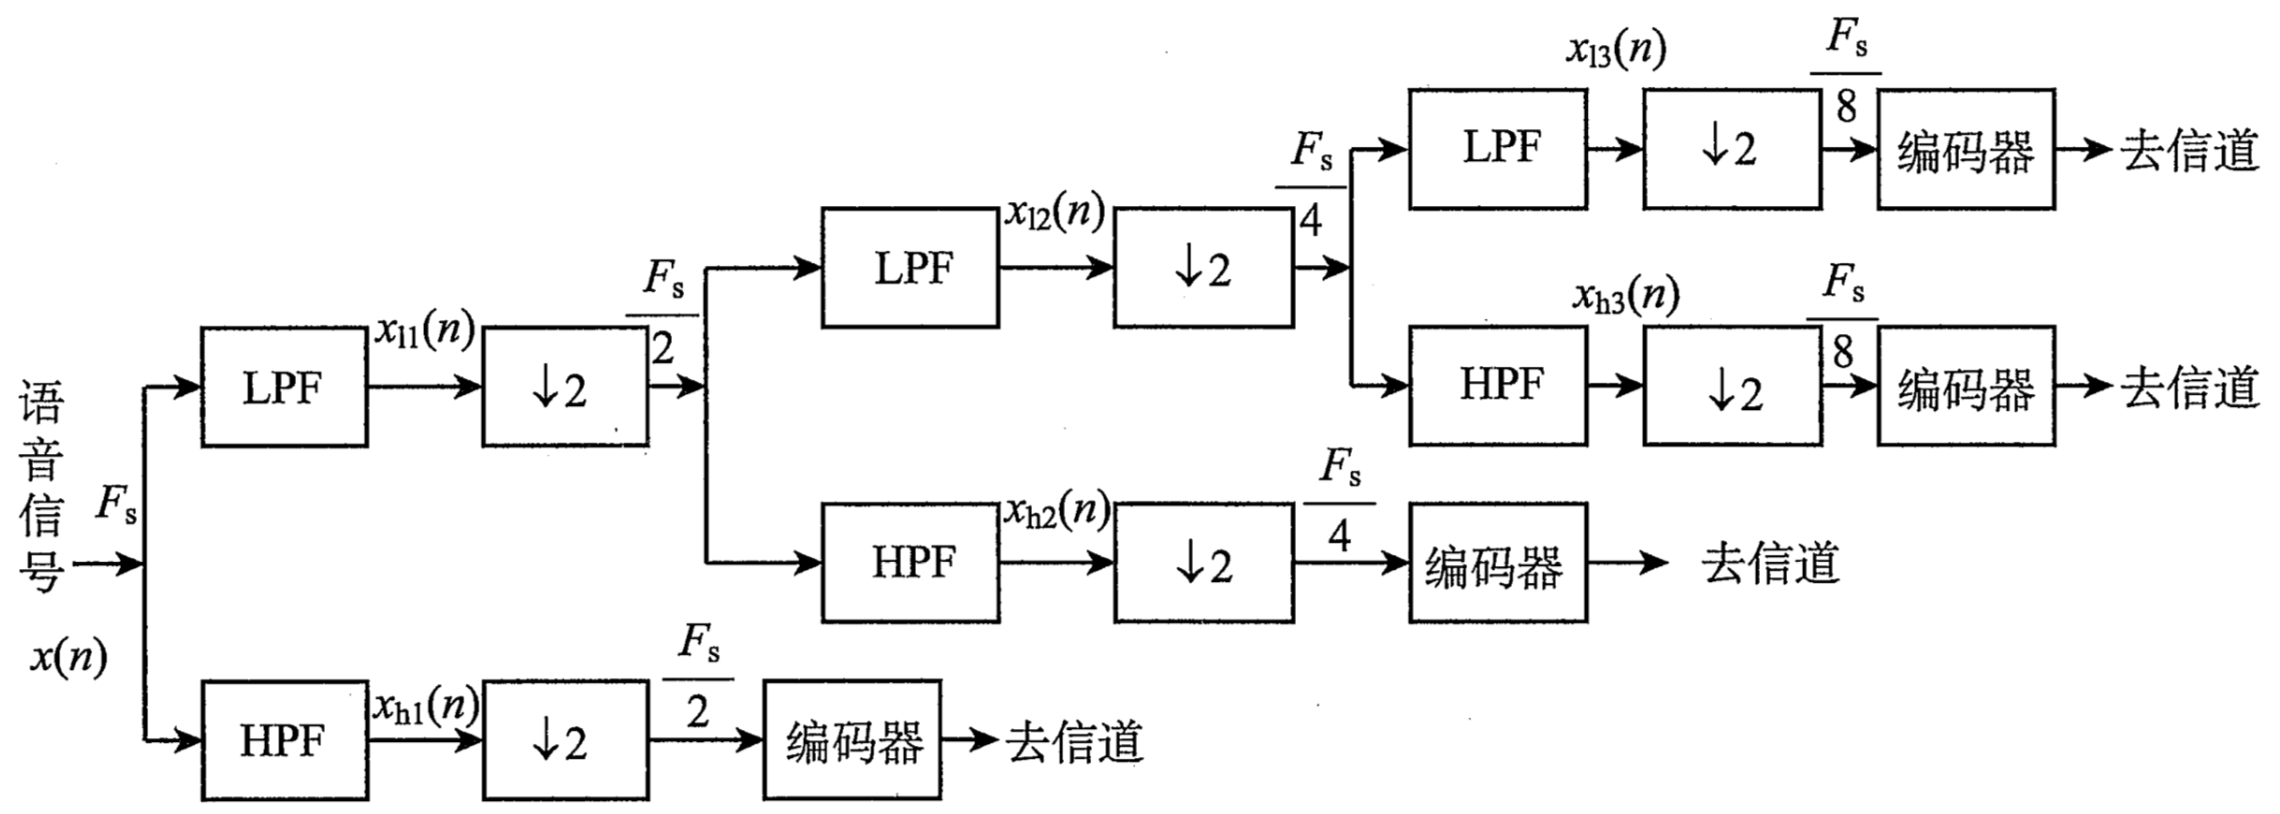 x_{l3}(n)
F_s/8
LPF
↓2
编码器
去信道
F_s/4
x_{l2}(n)
LPF
↓2
x_{h3}(n)
F_s/8
HPF
↓2
编码器
去信道
F_s/2
x_{l1}(n)
LPF
↓2
语音信号
F_s
x(n)
x_{h2}(n)
F_s/4
HPF
↓2
编码器
去信道
F_s/2
x_{h1}(n)
HPF
↓2
编码器
去信道